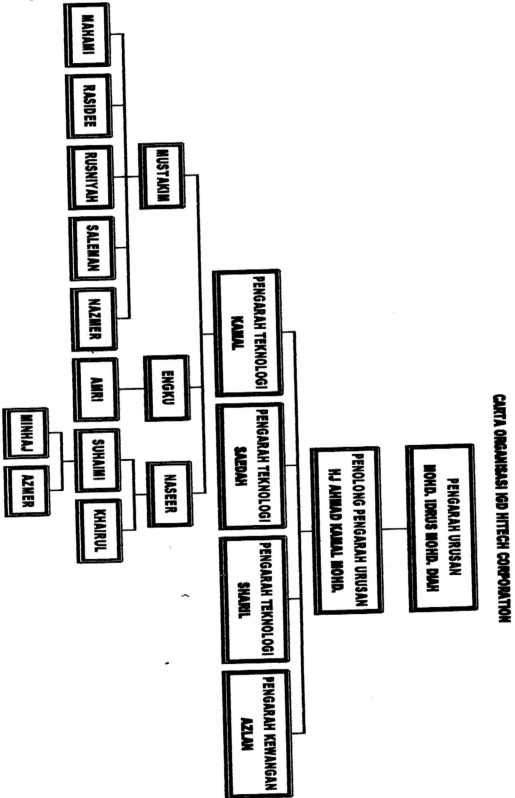 CARTA ORGANISASI IGD HITECH CORPORATION
PENGARAH URUSAN
MOHD. IDRUS MOHD. DIAH
PENOLONG PENGARAH URUSAN
HJ AHMAD KAMAL MOHD.
PENGARAH TEKNOLOGI
KAMAL
PENGARAH TEKNOLOGI
SAEDAH
PENGARAH TEKNOLOGI
SHARIL
PENGARAH KEWANGAN
AZLAN
MUSTAKIM
ENGKU
NASEER
MAHAMI
RASIDEE
RUSNIYAH
SALEMAN
NAZMER
AMRI
SUHAIMI
KHAIRUL
MINHAJ
AZMER